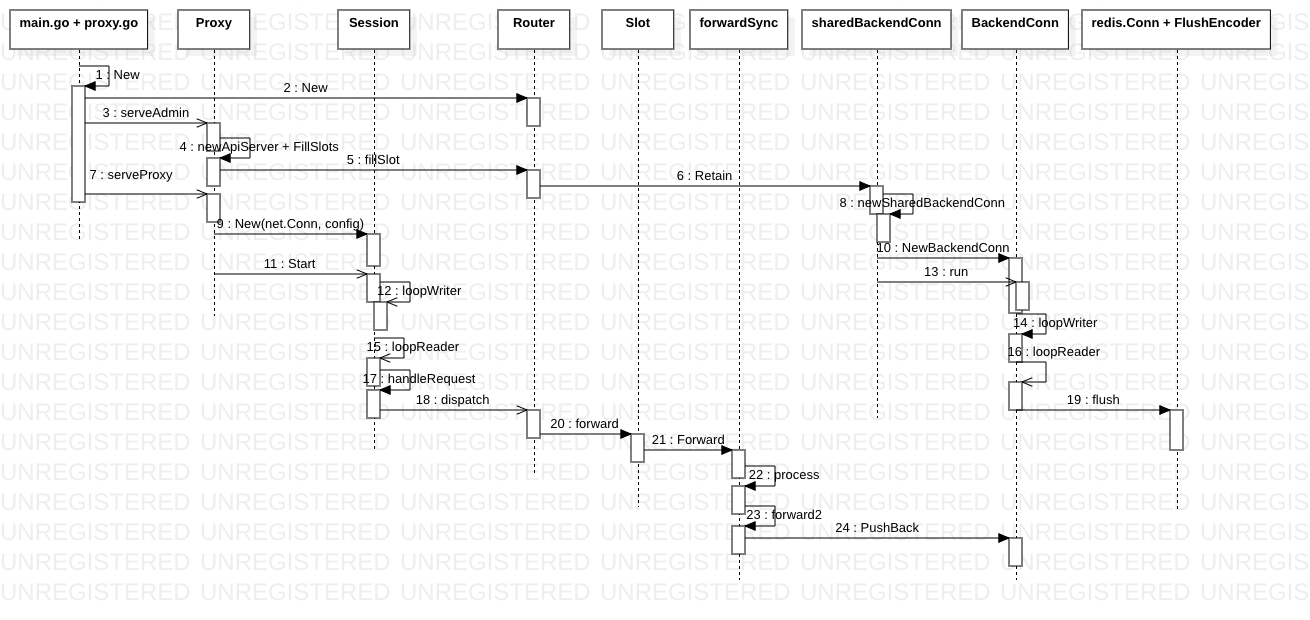 main.go + proxy.go
Proxy
Session
Router
Slot
forwardSync
sharedBackendConn
BackendConn
redis.Conn + FlushEncoder
1 : New
2 : New
3 : serveAdmin
4 : newApiServer + FillSlots
5 : fillSlot
6 : Retain
7 : serveProxy
8 : newSharedBackendConn
9 : New(net.Conn, config)
10 : NewBackendConn
11 : Start
12 : loopWriter
13 : run
14 : loopWriter
15 : loopReader
16 : loopReader
17 : handleRequest
18 : dispatch
19 : flush
20 : forward
21 : Forward
22 : process
23 : forward2
24 : PushBack
UNREGISTERED